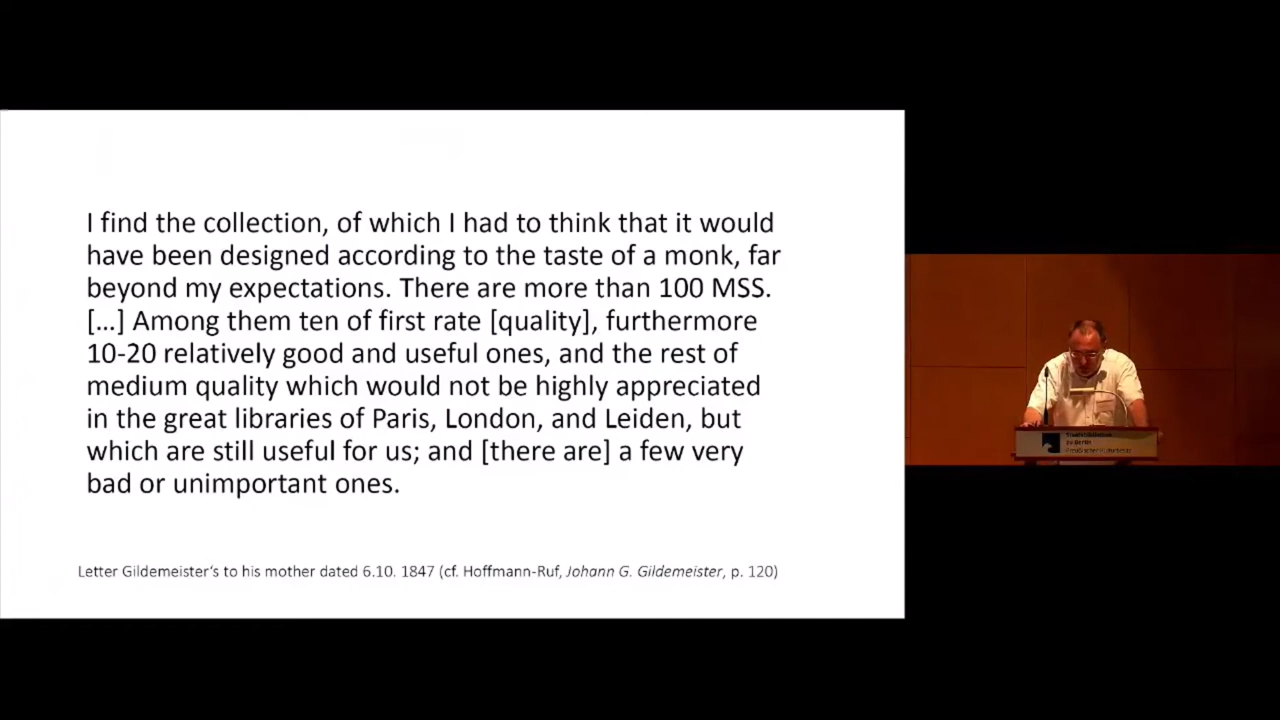 I find the collection, of which I had to think that it would
have been designed according to the taste of a monk, far
beyond my expectations. There are more than 100 MSS.
[…] Among them ten of first rate [quality], furthermore
10-20 relatively good and useful ones, and the rest of
medium quality which would not be highly appreciated
in the great libraries of Paris, London, and Leiden, but
which are still useful for us; and [there are] a few very
bad or unimportant ones.
Letter Gildemeister‘s to his mother dated 6.10. 1847 (cf. Hoffmann-Ruf, Johann G. Gildemeister, p. 120)
Staatsbibliothek
zu Berlin